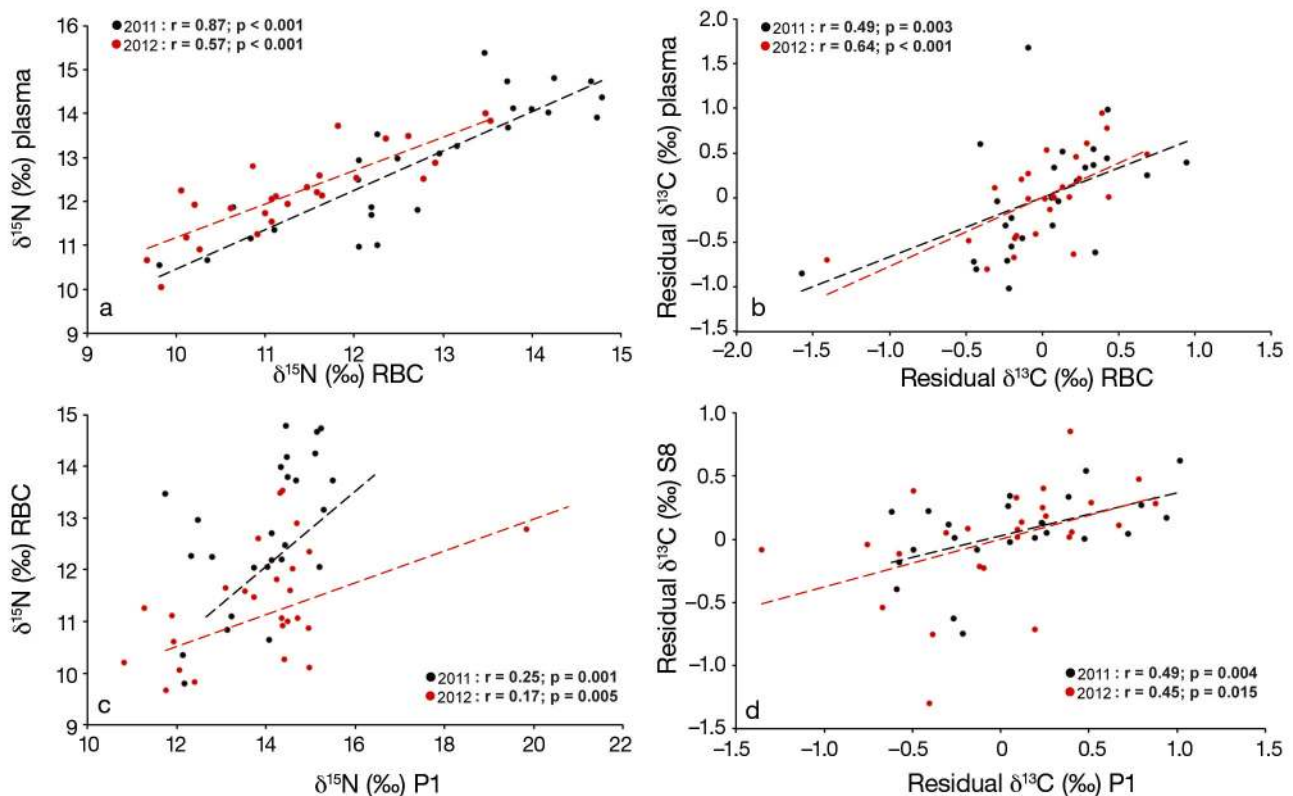 2011 : r = 0.87; p < 0.001
2012 : r = 0.57; p < 0.001
δ¹⁵N (‰) plasma
16
15
14
13
12
11
10
9
a
9 10 11 12 13 14 15
δ¹⁵N (‰) RBC
2011 : r = 0.49; p = 0.003
2012 : r = 0.64; p < 0.001
Residual δ¹³C (‰) plasma
2.0
1.5
1.0
0.5
0
−0.5
−1.0
−1.5
b
−2.0 −1.5 −1.0 −0.5 0 0.5 1.0 1.5
Residual δ¹³C (‰) RBC
δ¹⁵N (‰) RBC
15
14
13
12
11
10
9
c
2011 : r = 0.25; p = 0.001
2012 : r = 0.17; p = 0.005
10 12 14 16 18 20 22
δ¹⁵N (‰) P1
Residual δ¹³C (‰) S8
1.0
0.5
0
−0.5
−1.0
−1.5
d
2011 : r = 0.49; p = 0.004
2012 : r = 0.45; p = 0.015
−1.5 −1.0 −0.5 0 0.5 1.0 1.5
Residual δ¹³C (‰) P1